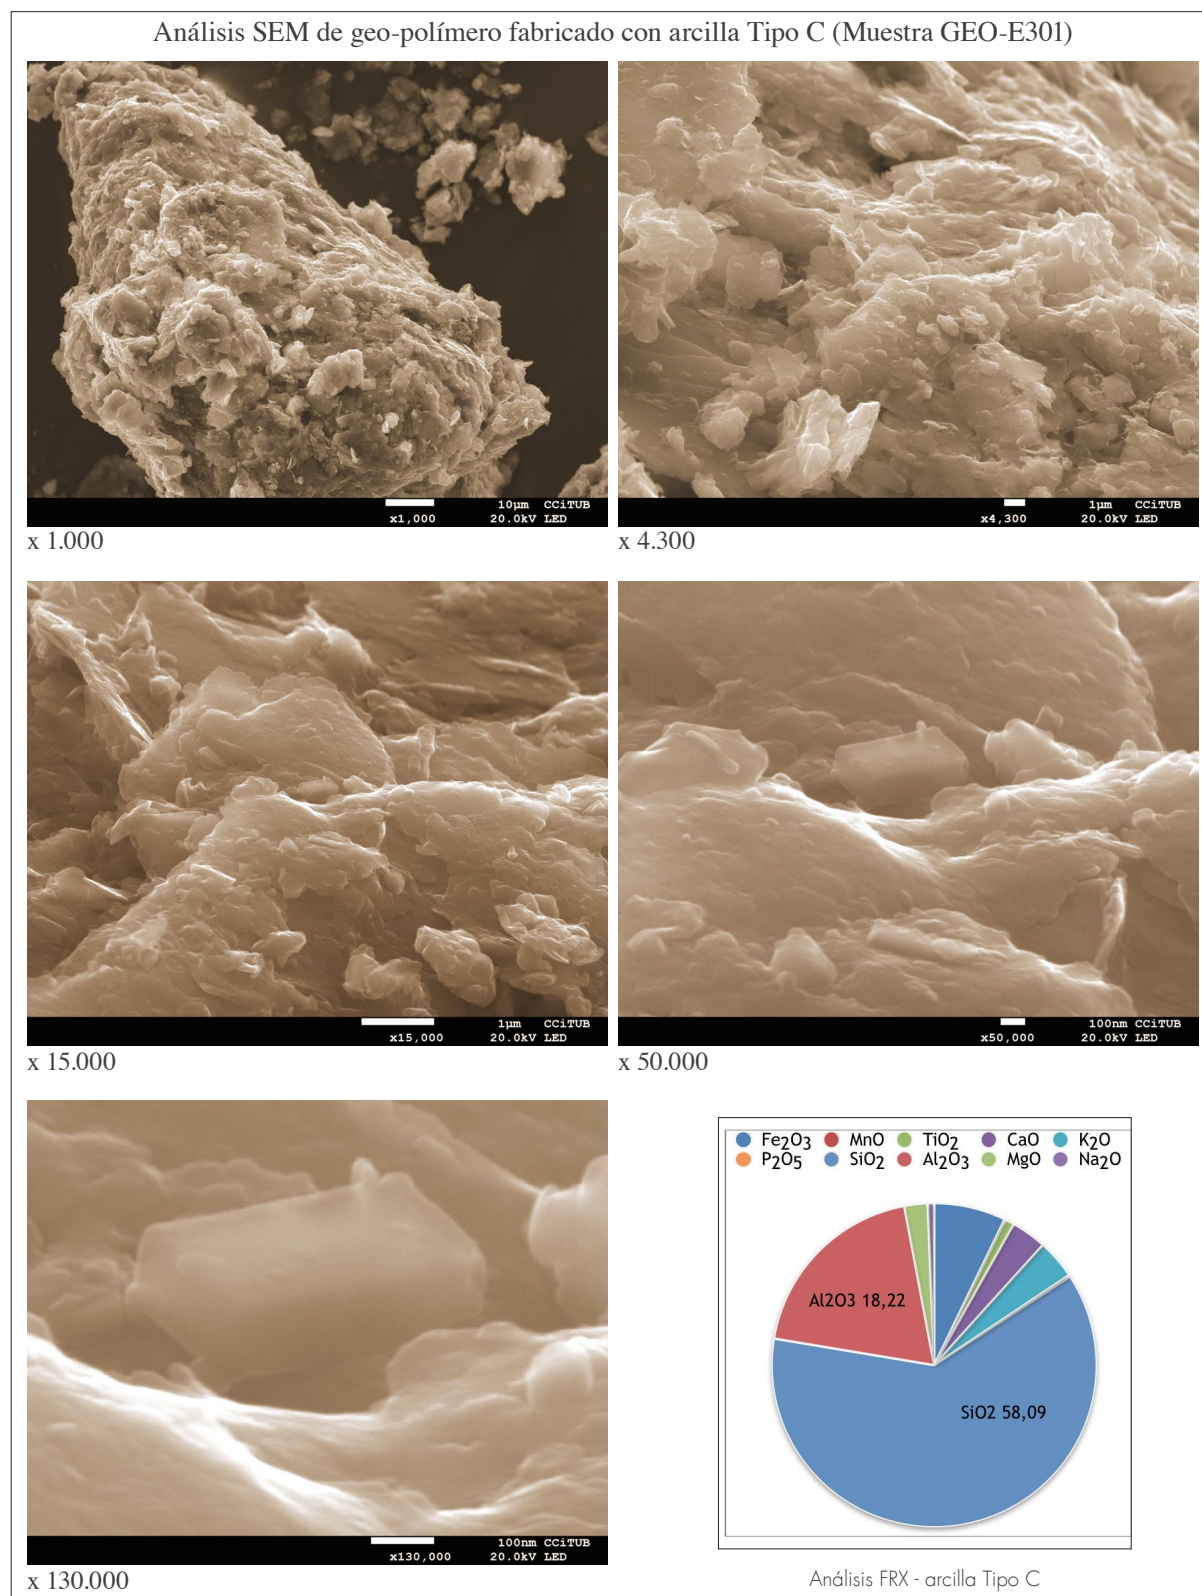 Análisis SEM de geo-polímero fabricado con arcilla Tipo C (Muestra GEO-E301)
10µm CCiTUB
x1,000 20.0kV LED
x 1.000
1µm CCiTUB
x4,300 20.0kV LED
x 4.300
1µm CCiTUB
x15,000 20.0kV LED
x 15.000
100nm CCiTUB
x50,000 20.0kV LED
x 50.000
100nm CCiTUB
x130,000 20.0kV LED
x 130.000
Fe₂O₃ MnO TiO₂ CaO K₂O
P₂O₅ SiO₂ Al₂O₃ MgO Na₂O
Al2O3 18,22
SiO2 58,09
Análisis FRX - arcilla Tipo C